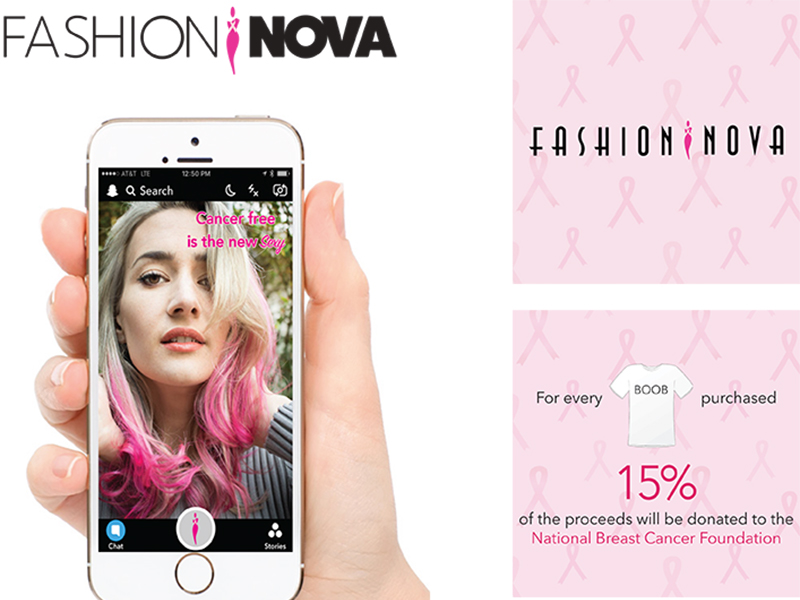 FASHION NOVA
AT&T LTE 12:50 PM
Search
Cancer free
is the new Sexy
Chat
Stories
FASHION NOVA
For every BOOB purchased
15%
of the proceeds will be donated to the
National Breast Cancer Foundation